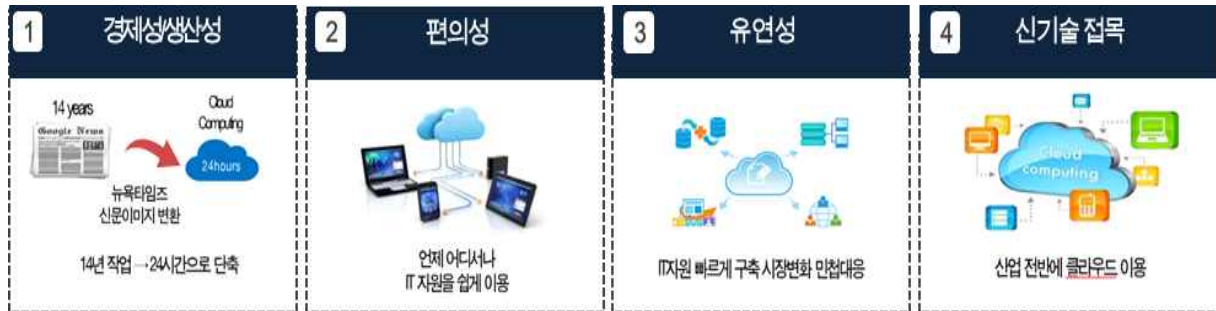 1
경제성/생산성
14 years
Google News
Cloud
Computing
24hours
뉴욕타임즈
신문이미지 변환
14년 작업 → 24시간으로 단축
2
편의성
언제 어디서나
IT 자원을 쉽게 이용
3
유연성
IT자원 빠르게 구축 시장변화 민첩대응
4
신기술 접목
Cloud
computing
산업 전반에 클라우드 이용